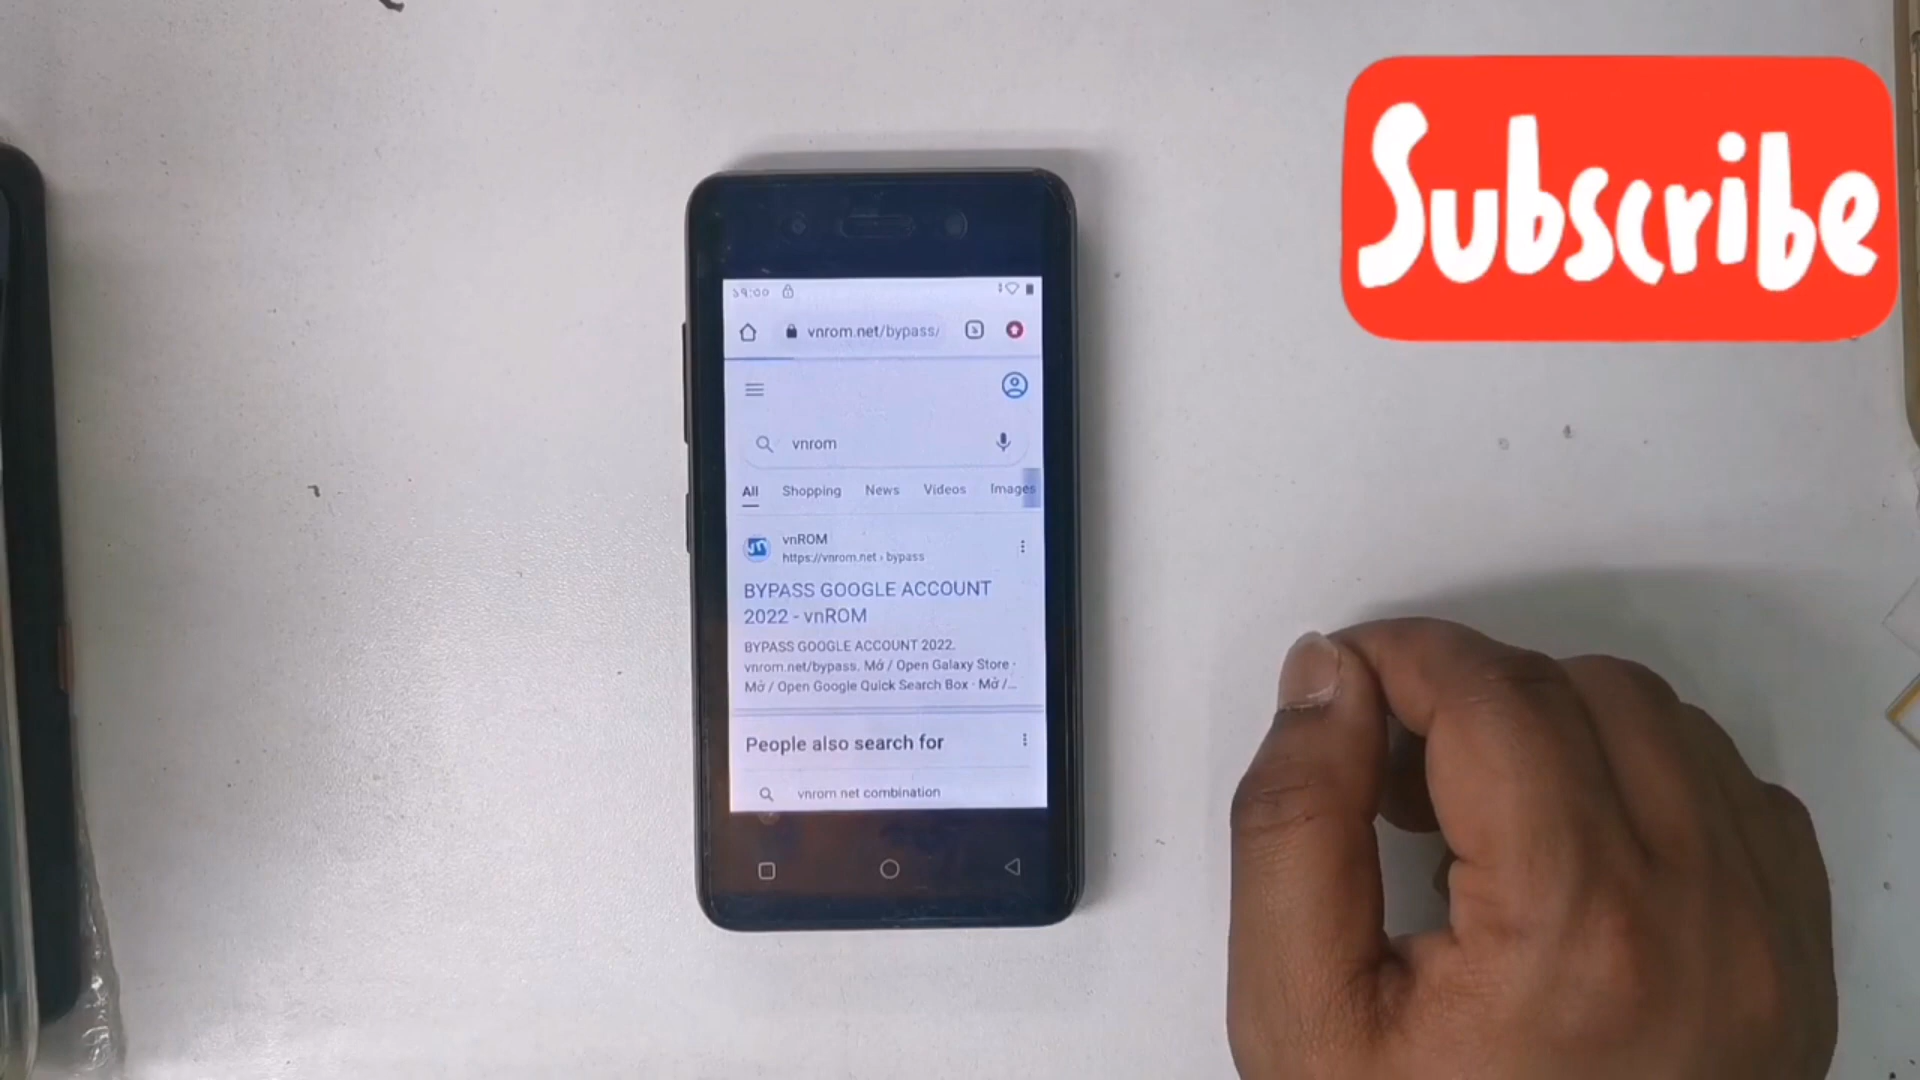 Subscribe
১৭:০০
vnrom.net/bypass/
vnrom
All Shopping News Videos Images
vnROM
https://vnrom.net › bypass
BYPASS GOOGLE ACCOUNT
2022 - vnROM
BYPASS GOOGLE ACCOUNT 2022.
vnrom.net/bypass. Mở / Open Galaxy Store ·
Mở / Open Google Quick Search Box · Mở /...
People also search for
vnrom net combination